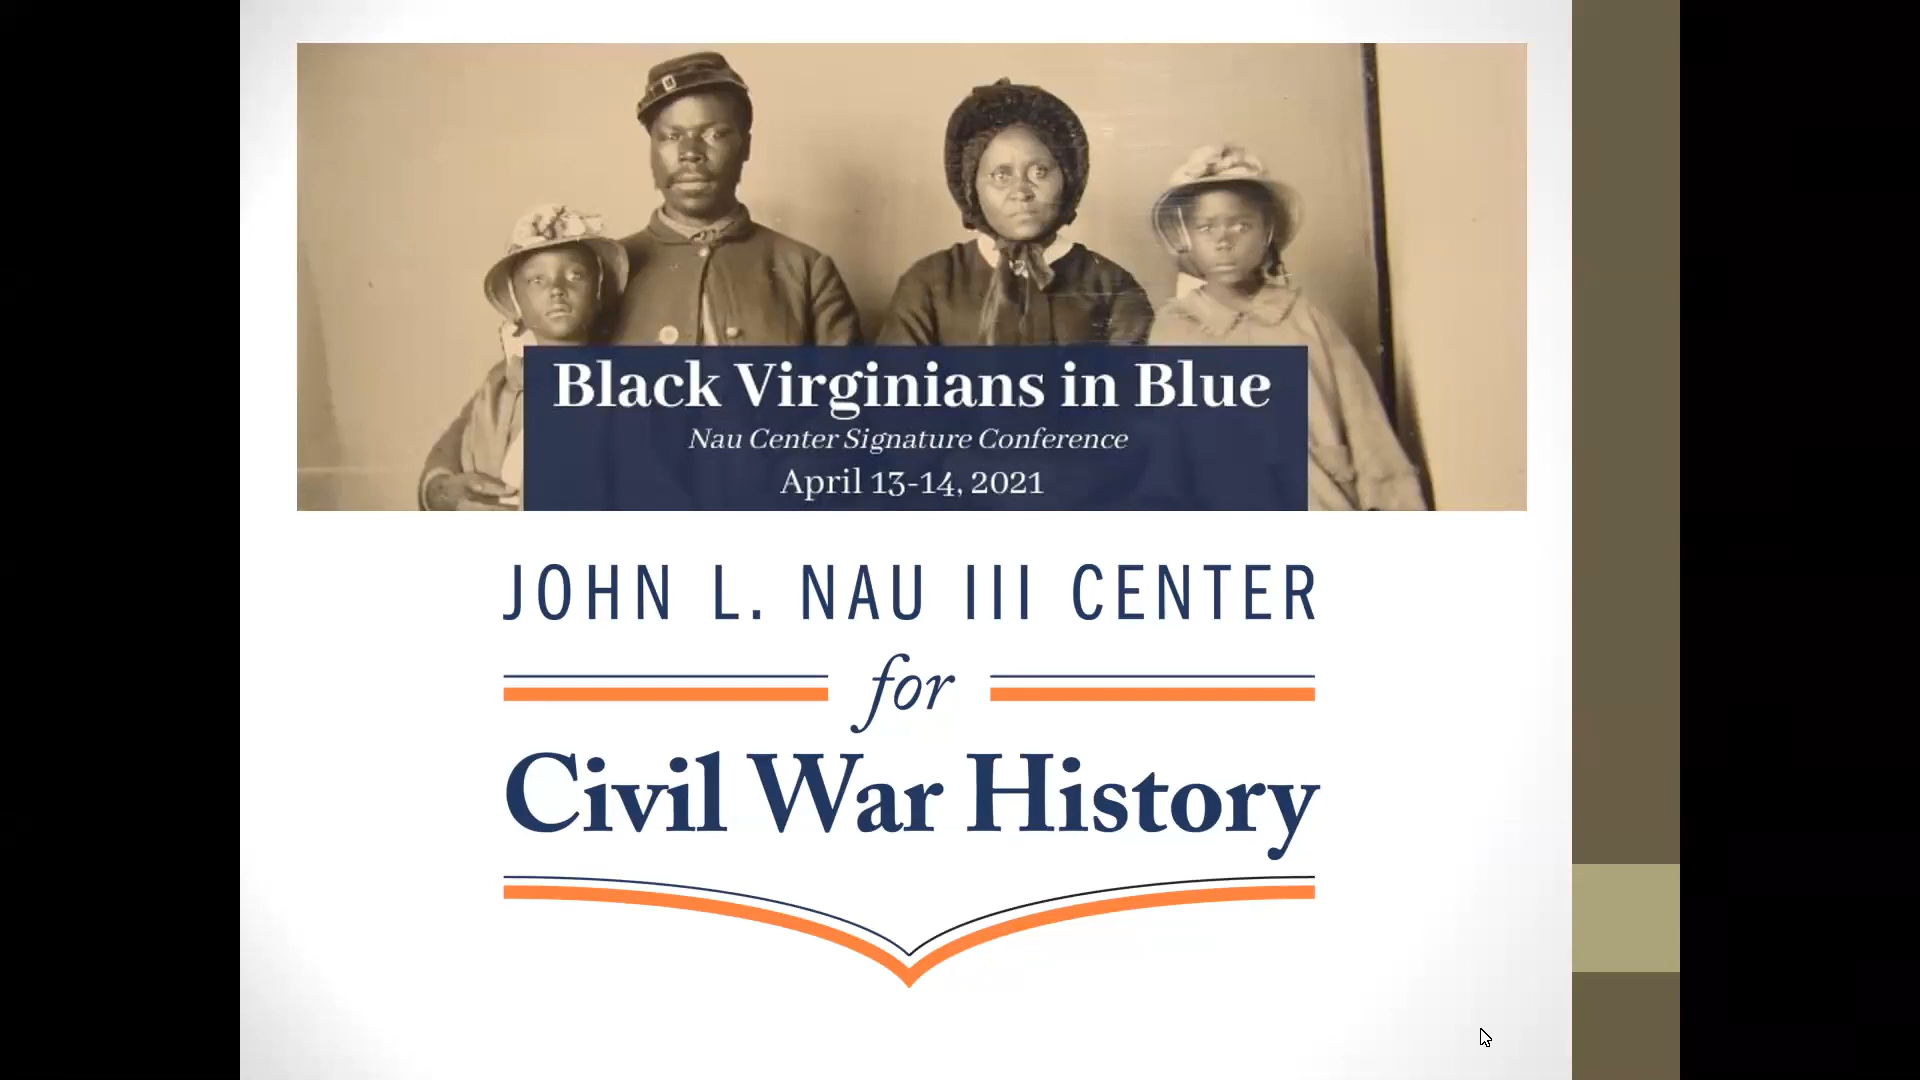 Black Virginians in Blue
Nau Center Signature Conference
April 13-14, 2021
JOHN L. NAU III CENTER
for
Civil War History